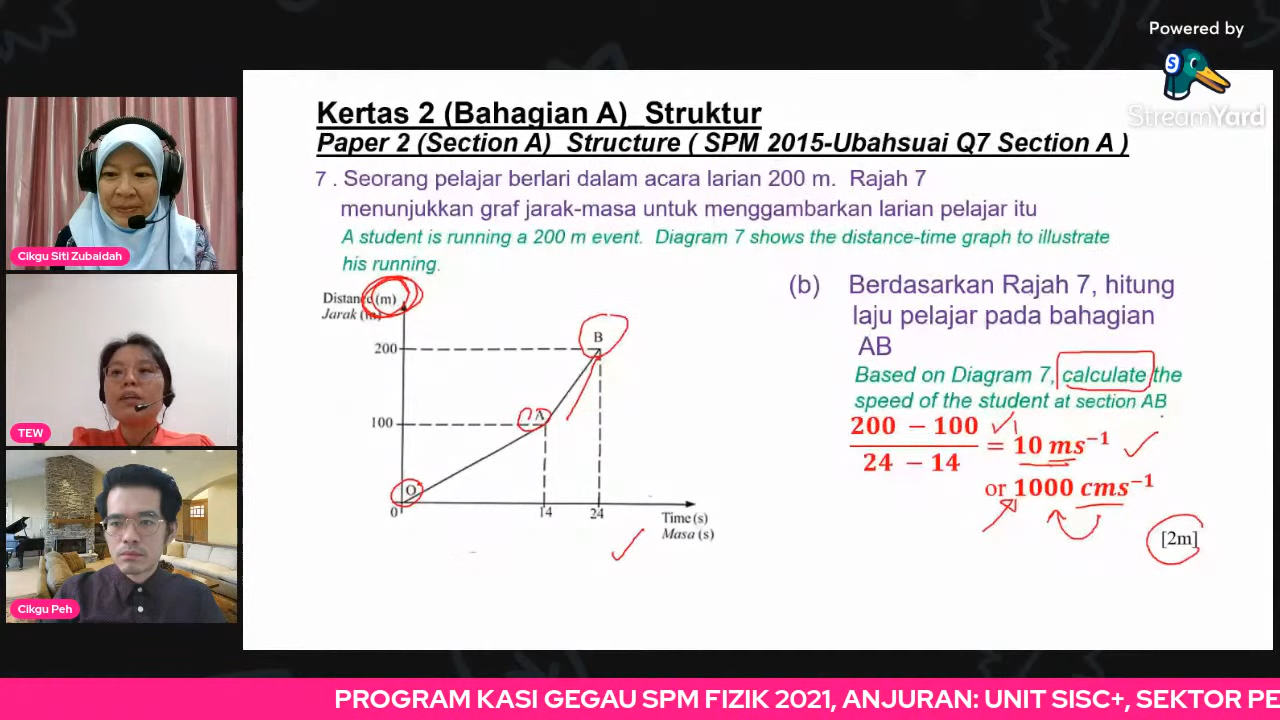 Powered by
S
StreamYard
Kertas 2 (Bahagian A)_Struktur
Paper 2 (Section A)_Structure ( SPM 2015-Ubahsuai Q7 Section A )
7 . Seorang pelajar berlari dalam acara larian 200 m. Rajah 7
menunjukkan graf jarak-masa untuk menggambarkan larian pelajar itu
A student is running a 200 m event. Diagram 7 shows the distance-time graph to illustrate
his running.
Distance (m)
Jarak (m)
200
100
0
O
A
B
14
24
Time (s)
Masa (s)
(b) Berdasarkan Rajah 7, hitung
laju pelajar pada bahagian
AB
Based on Diagram 7, calculate the
speed of the student at section AB
200 − 100
24 − 14
= 10 ms⁻¹
or 1000 cms⁻¹
[2m]
Cikgu Siti Zubaidah
TEW
Cikgu Peh
PROGRAM KASI GEGAU SPM FIZIK 2021, ANJURAN: UNIT SISC+, SEKTOR PE